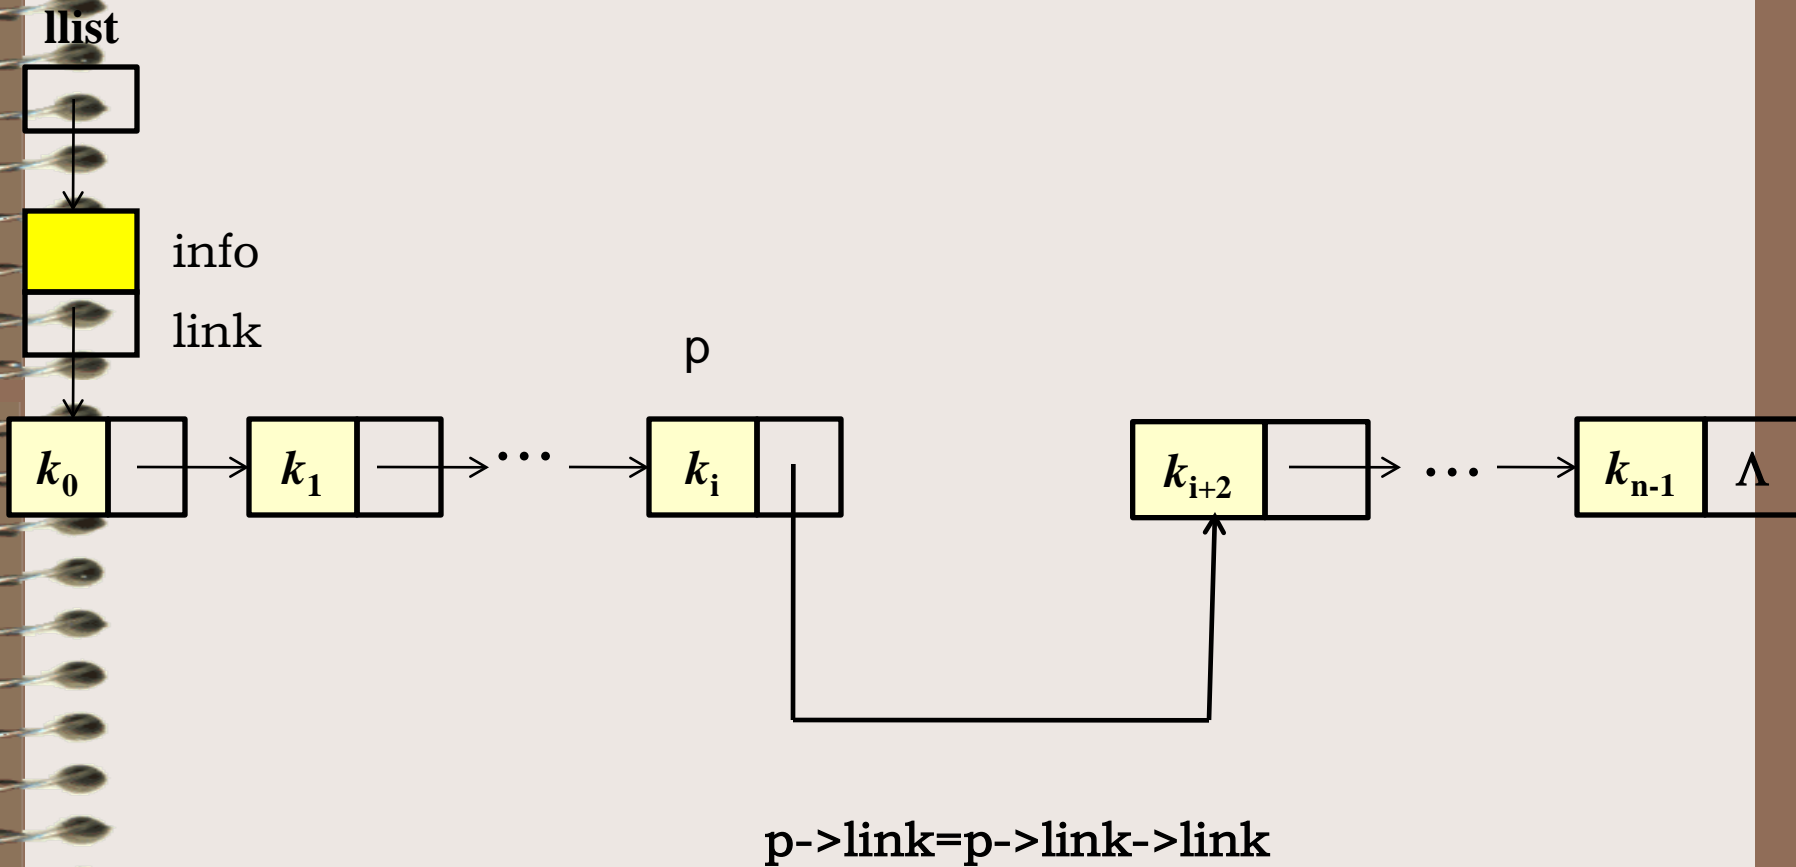 llist
info
link
p
k0 k1 … ki ki+2 … kn-1 Λ
p->link=p->link->link